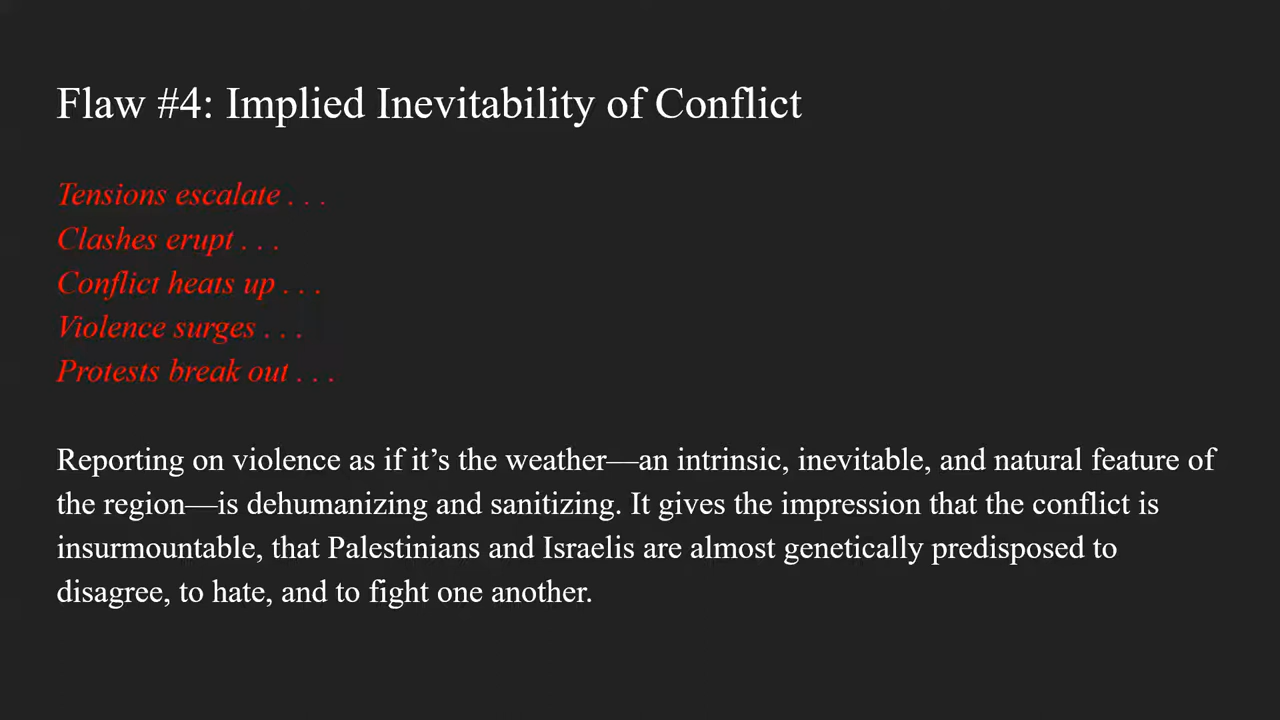 Flaw #4: Implied Inevitability of Conflict
Tensions escalate . . .
Clashes erupt . . .
Conflict heats up . . .
Violence surges . . .
Protests break out . . .
Reporting on violence as if it’s the weather—an intrinsic, inevitable, and natural feature of
the region—is dehumanizing and sanitizing. It gives the impression that the conflict is
insurmountable, that Palestinians and Israelis are almost genetically predisposed to
disagree, to hate, and to fight one another.